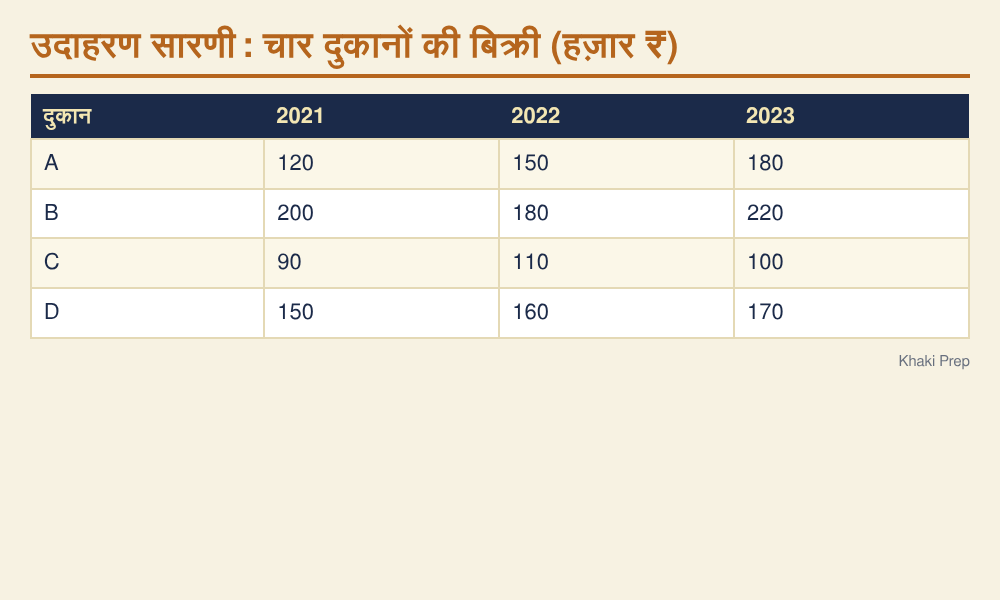 उदाहरण सारणी : चार दुकानों की बिक्री (हज़ार ₹)
दुकान 2021 2022 2023
A 120 150 180
B 200 180 220
C 90 110 100
D 150 160 170
Khaki Prep